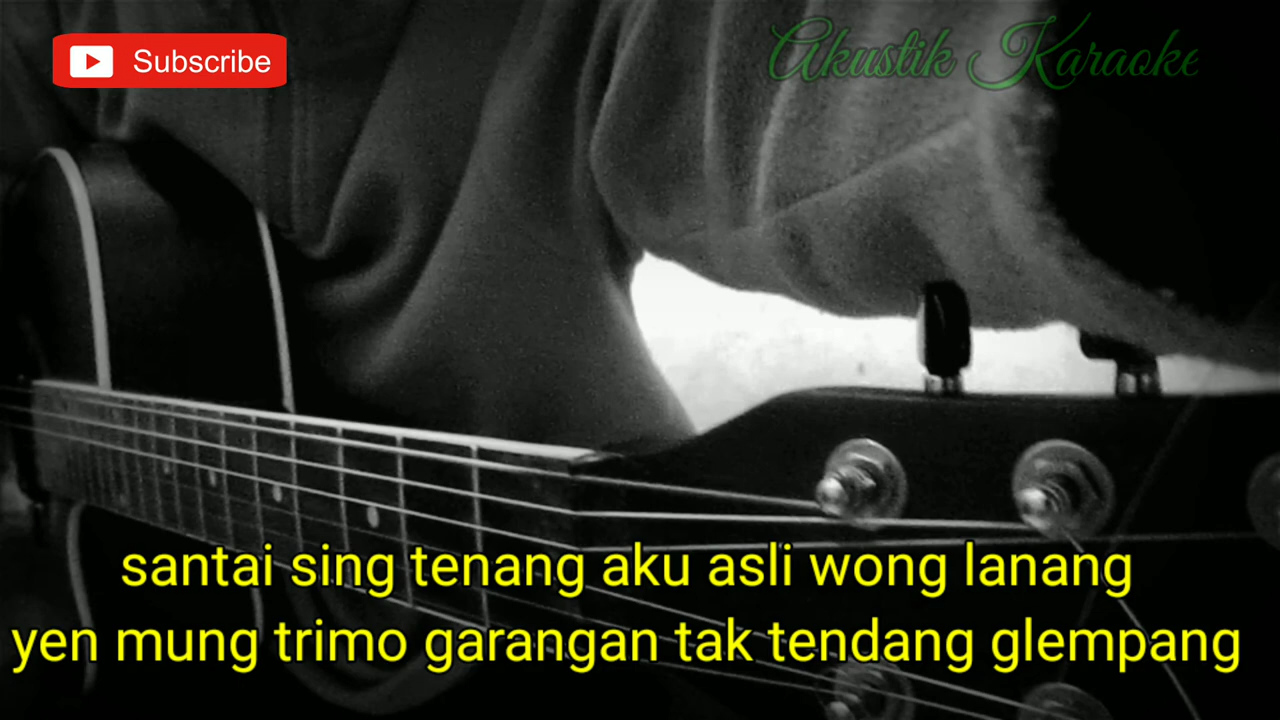 Subscribe
Akustik Karaoke
santai sing tenang aku asli wong lanang
yen mung trimo garangan tak tendang glempang